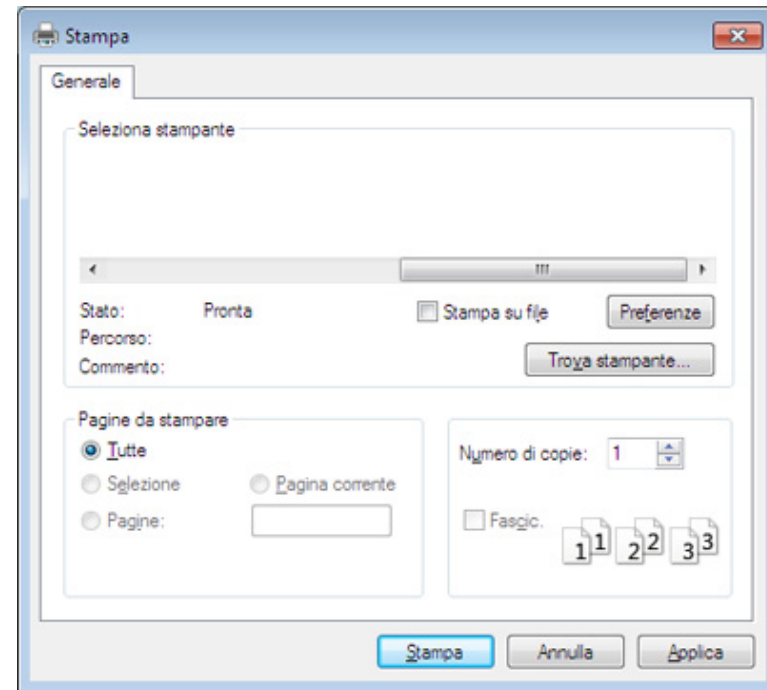 Stampa
Generale
Seleziona stampante
Stato: Pronta
Stampa su file
Preferenze
Percorso:
Commento:
Trova stampante...
Pagine da stampare
Tutte
Selezione
Pagina corrente
Pagine:
Numero di copie: 1
Fascic.
1 1 2 2 3 3
Stampa
Annulla
Applica